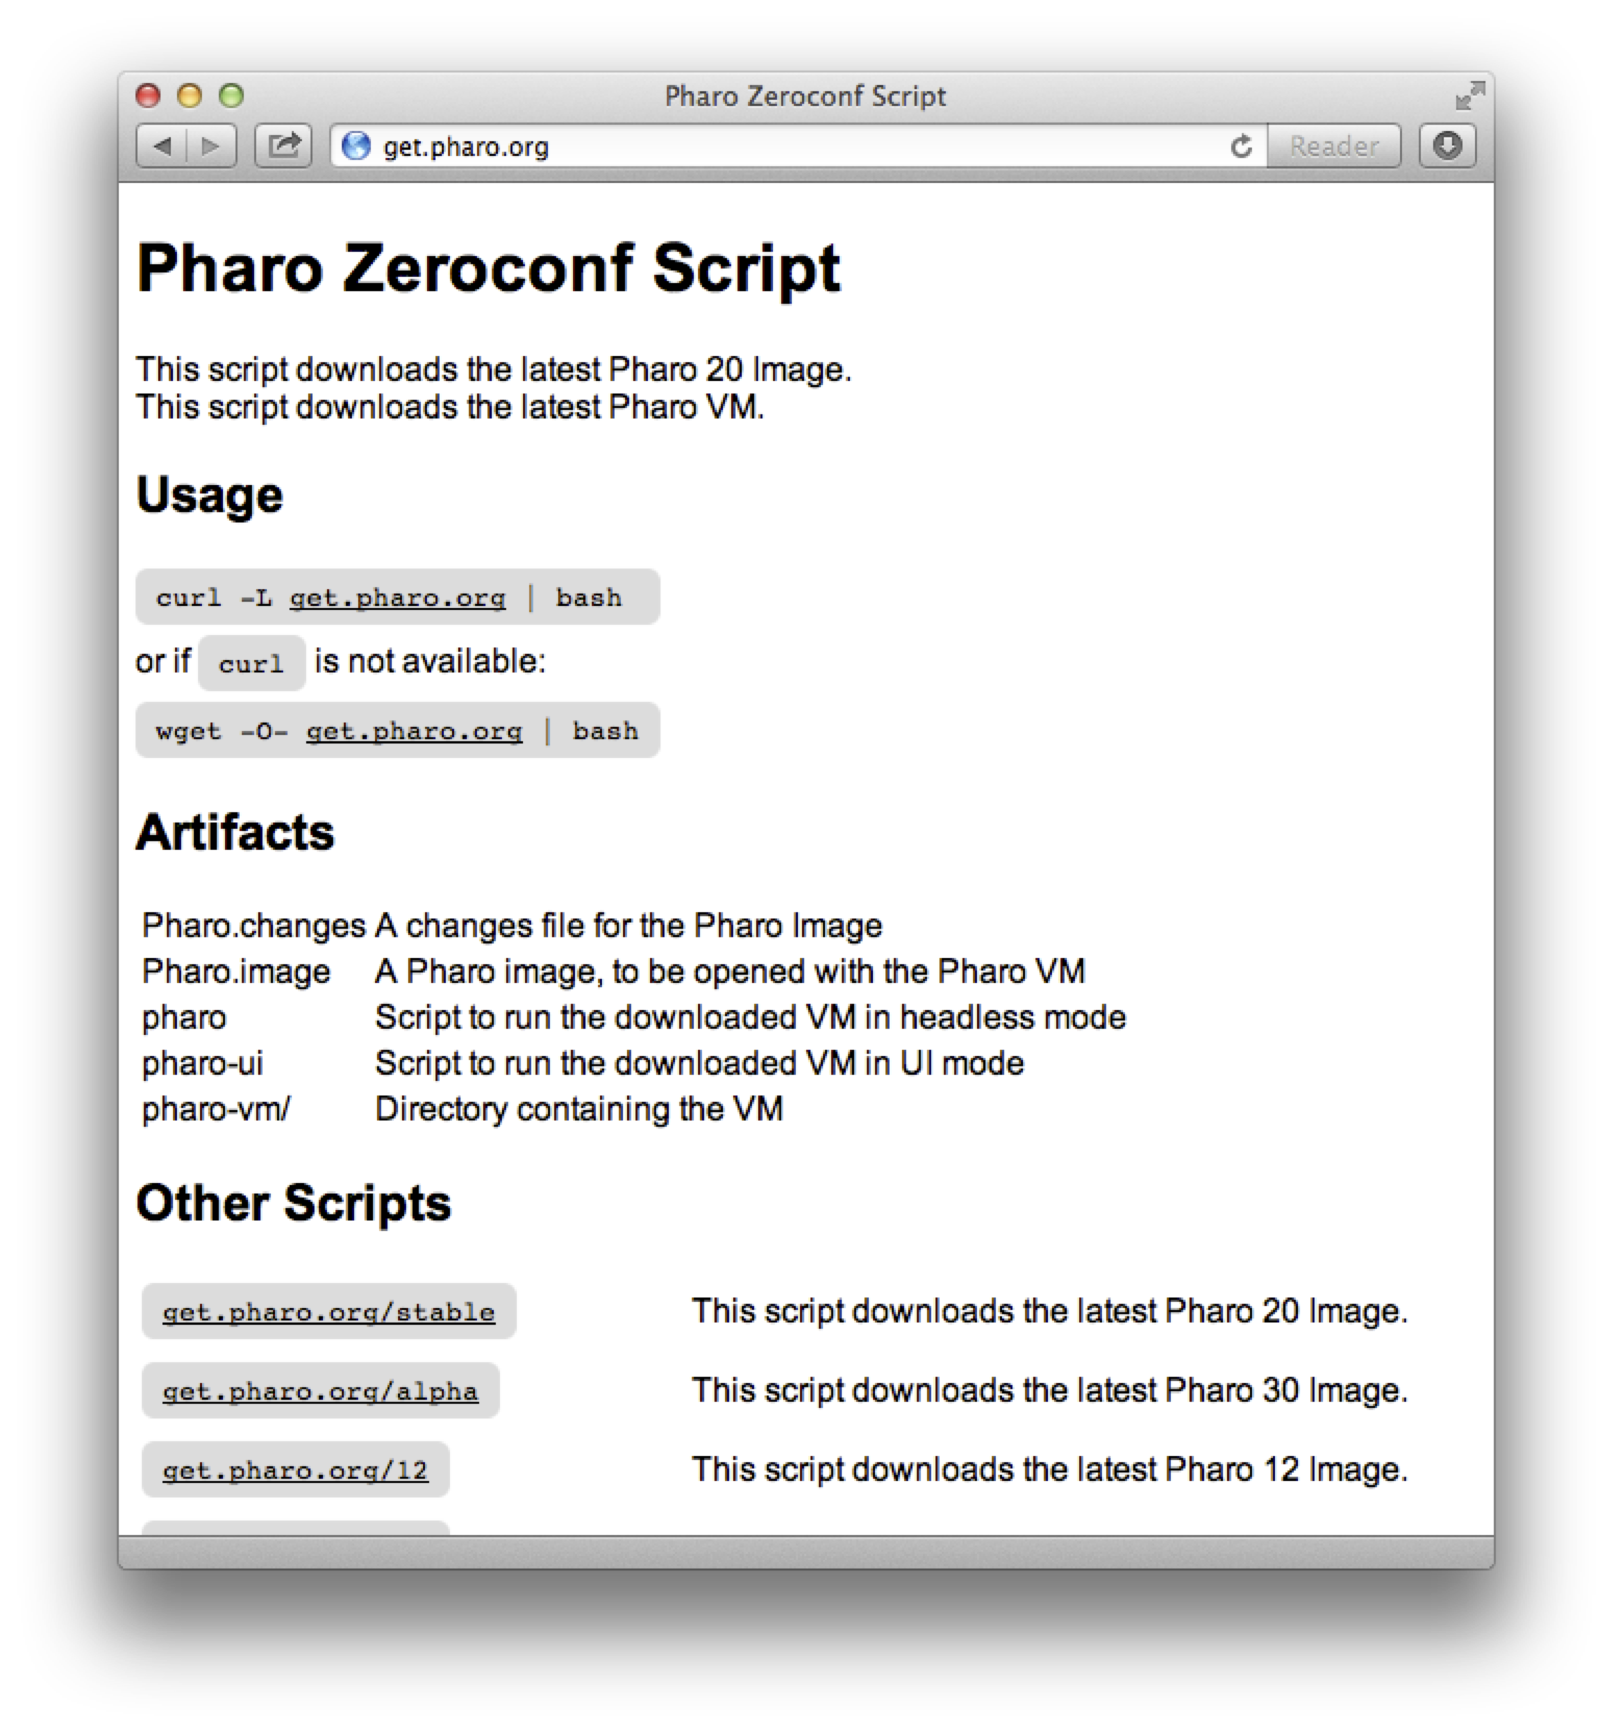 Pharo Zeroconf Script
get.pharo.org
Reader
Pharo Zeroconf Script
This script downloads the latest Pharo 20 Image.
This script downloads the latest Pharo VM.
Usage
curl -L get.pharo.org | bash
or if curl is not available:
wget -O- get.pharo.org | bash
Artifacts
Pharo.changes A changes file for the Pharo Image
Pharo.image A Pharo image, to be opened with the Pharo VM
pharo Script to run the downloaded VM in headless mode
pharo-ui Script to run the downloaded VM in UI mode
pharo-vm/ Directory containing the VM
Other Scripts
get.pharo.org/stable This script downloads the latest Pharo 20 Image.
get.pharo.org/alpha This script downloads the latest Pharo 30 Image.
get.pharo.org/12 This script downloads the latest Pharo 12 Image.